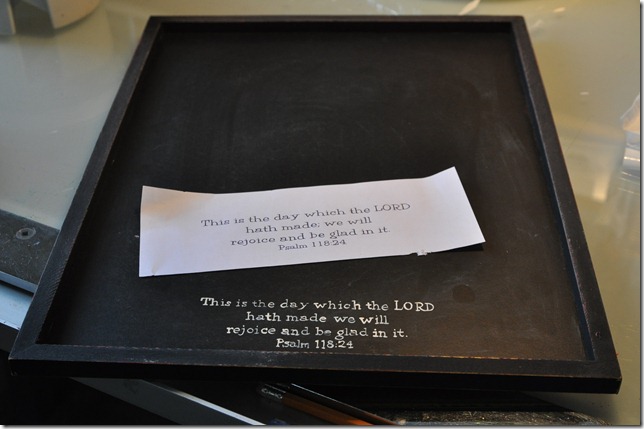 This is the day which the LORD
hath made; we will
rejoice and be glad in it.
Psalm 118:24
This is the day which the LORD
hath made we will
rejoice and be glad in it.
Psalm 118:24